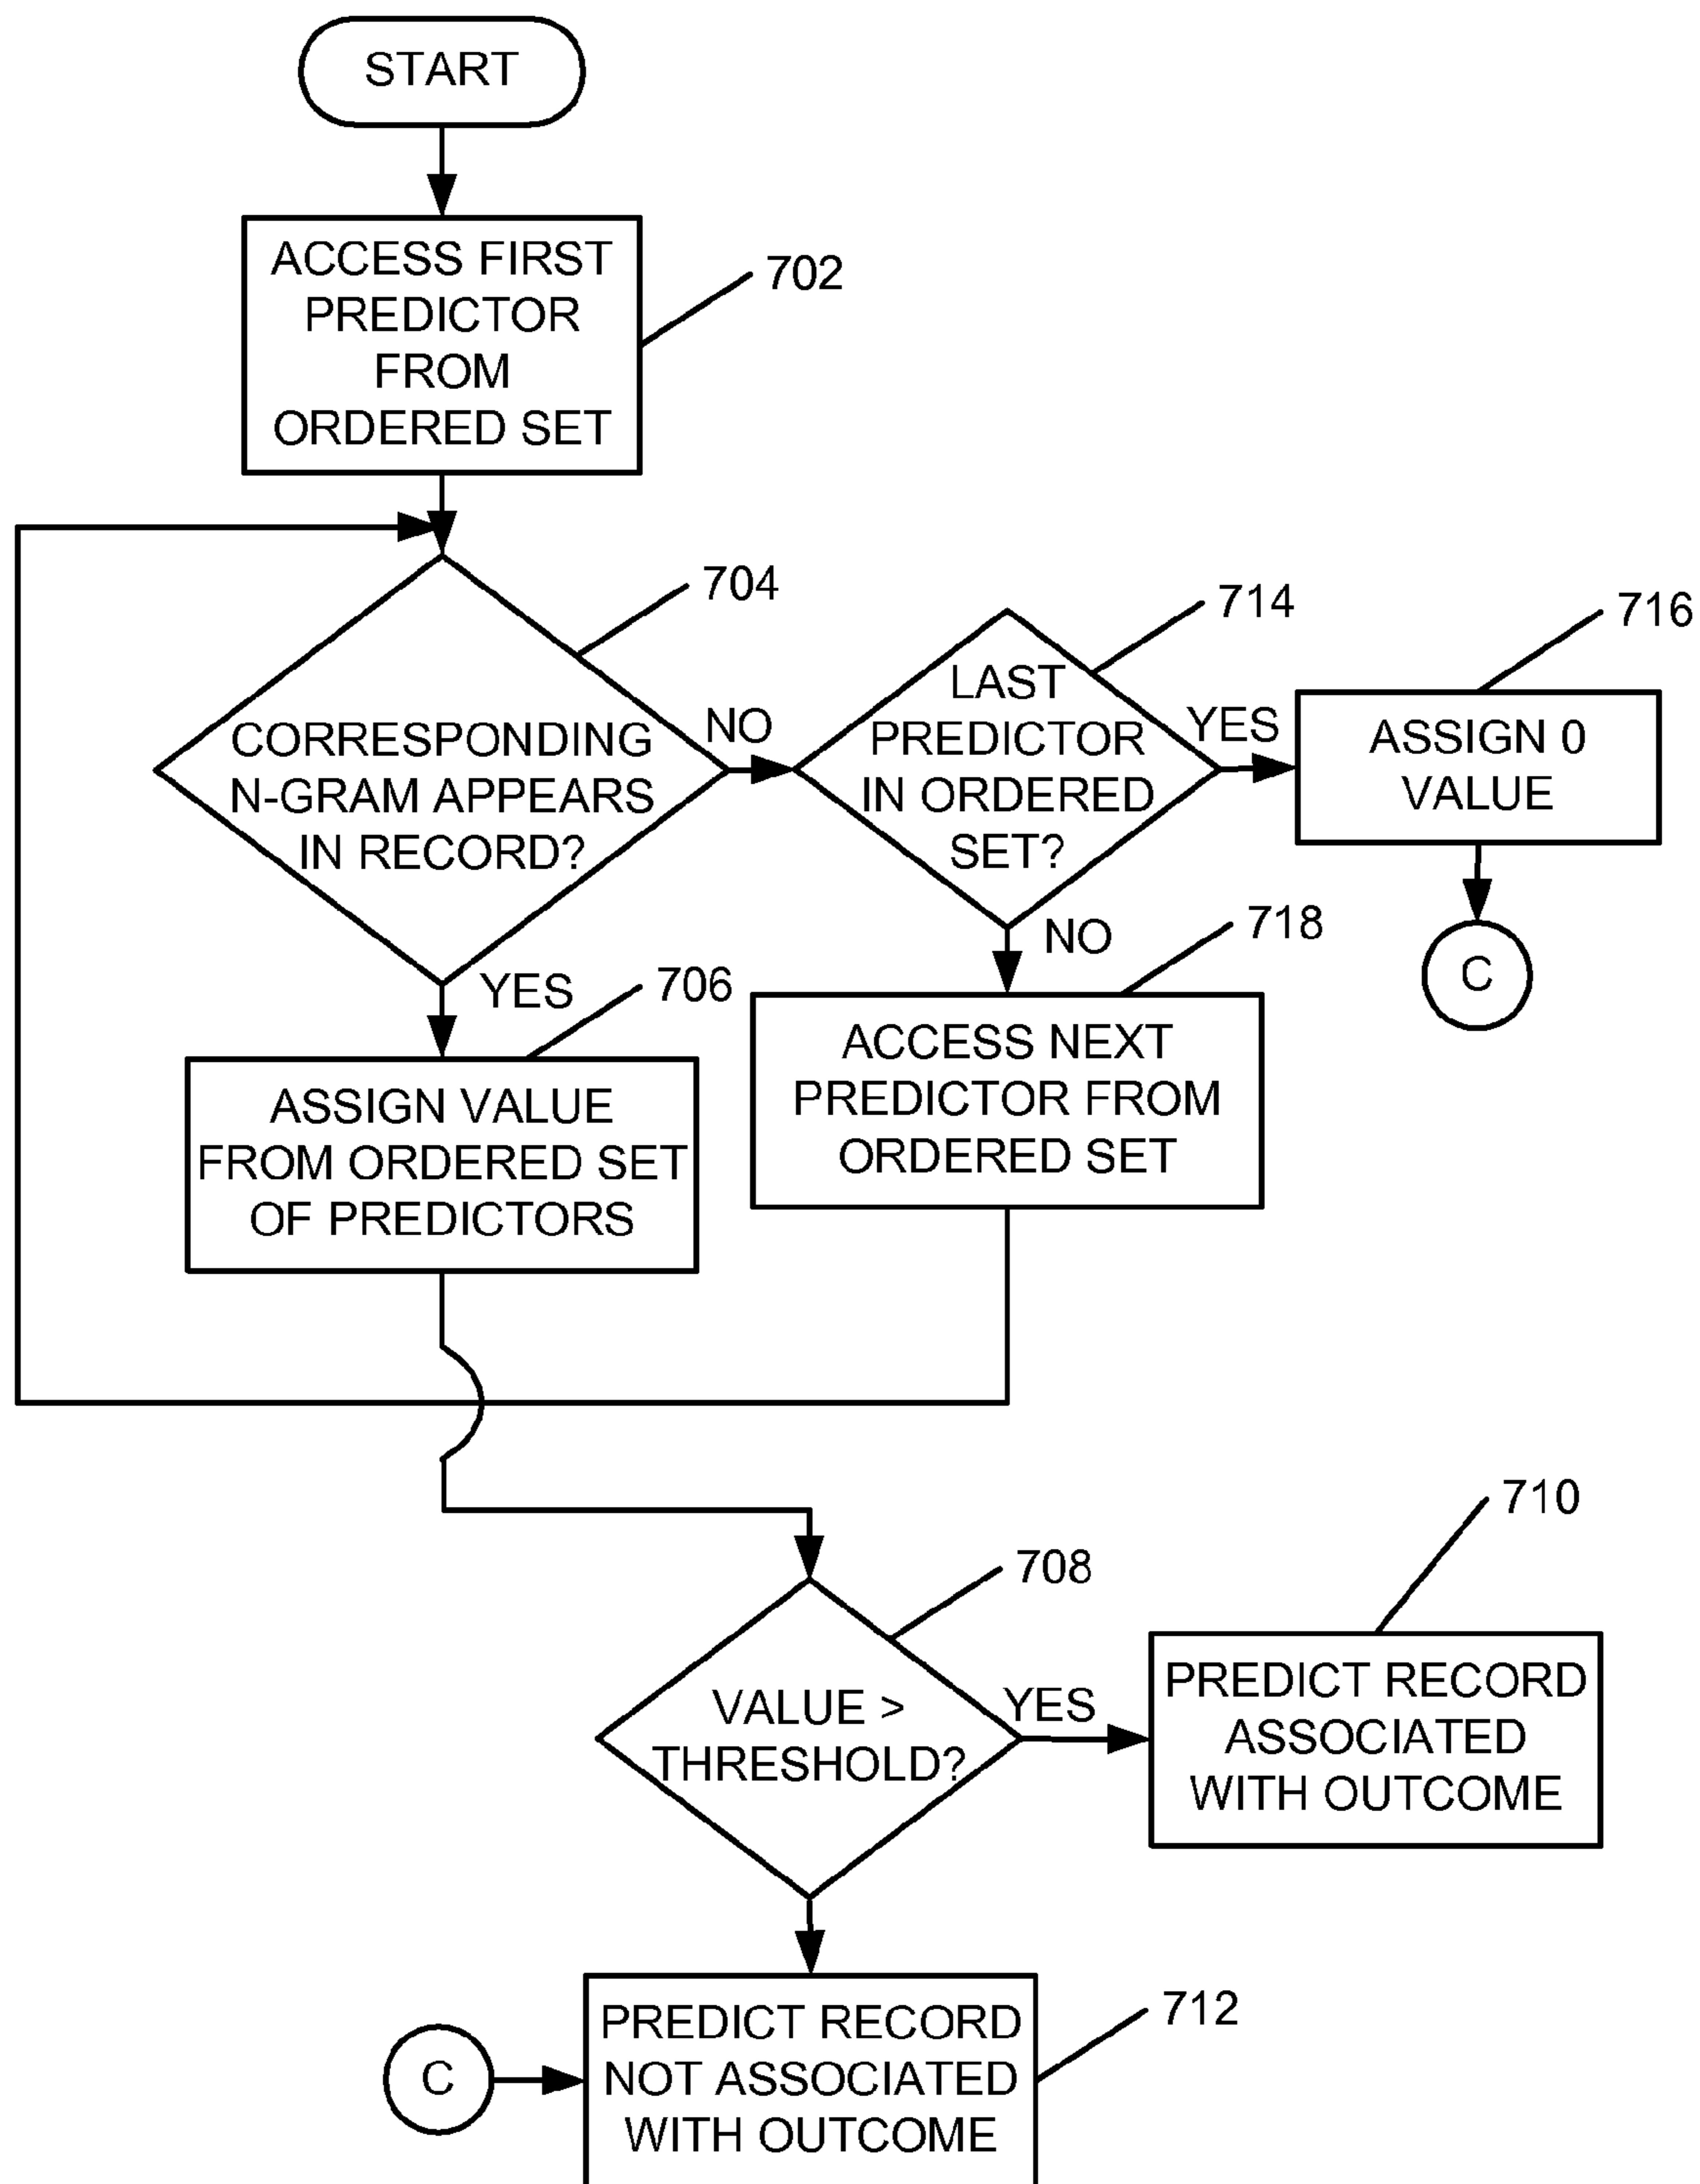 START
ACCESS FIRST
PREDICTOR
FROM
ORDERED SET
702
704
CORRESPONDING
N-GRAM APPEARS
IN RECORD?
NO
714
LAST
PREDICTOR
IN ORDERED
SET?
YES
716
ASSIGN 0
VALUE
C
YES
706
ASSIGN VALUE
FROM ORDERED SET
OF PREDICTORS
NO
718
ACCESS NEXT
PREDICTOR FROM
ORDERED SET
708
VALUE >
THRESHOLD?
YES
710
PREDICT RECORD
ASSOCIATED
WITH OUTCOME
C
PREDICT RECORD
NOT ASSOCIATED
WITH OUTCOME
712